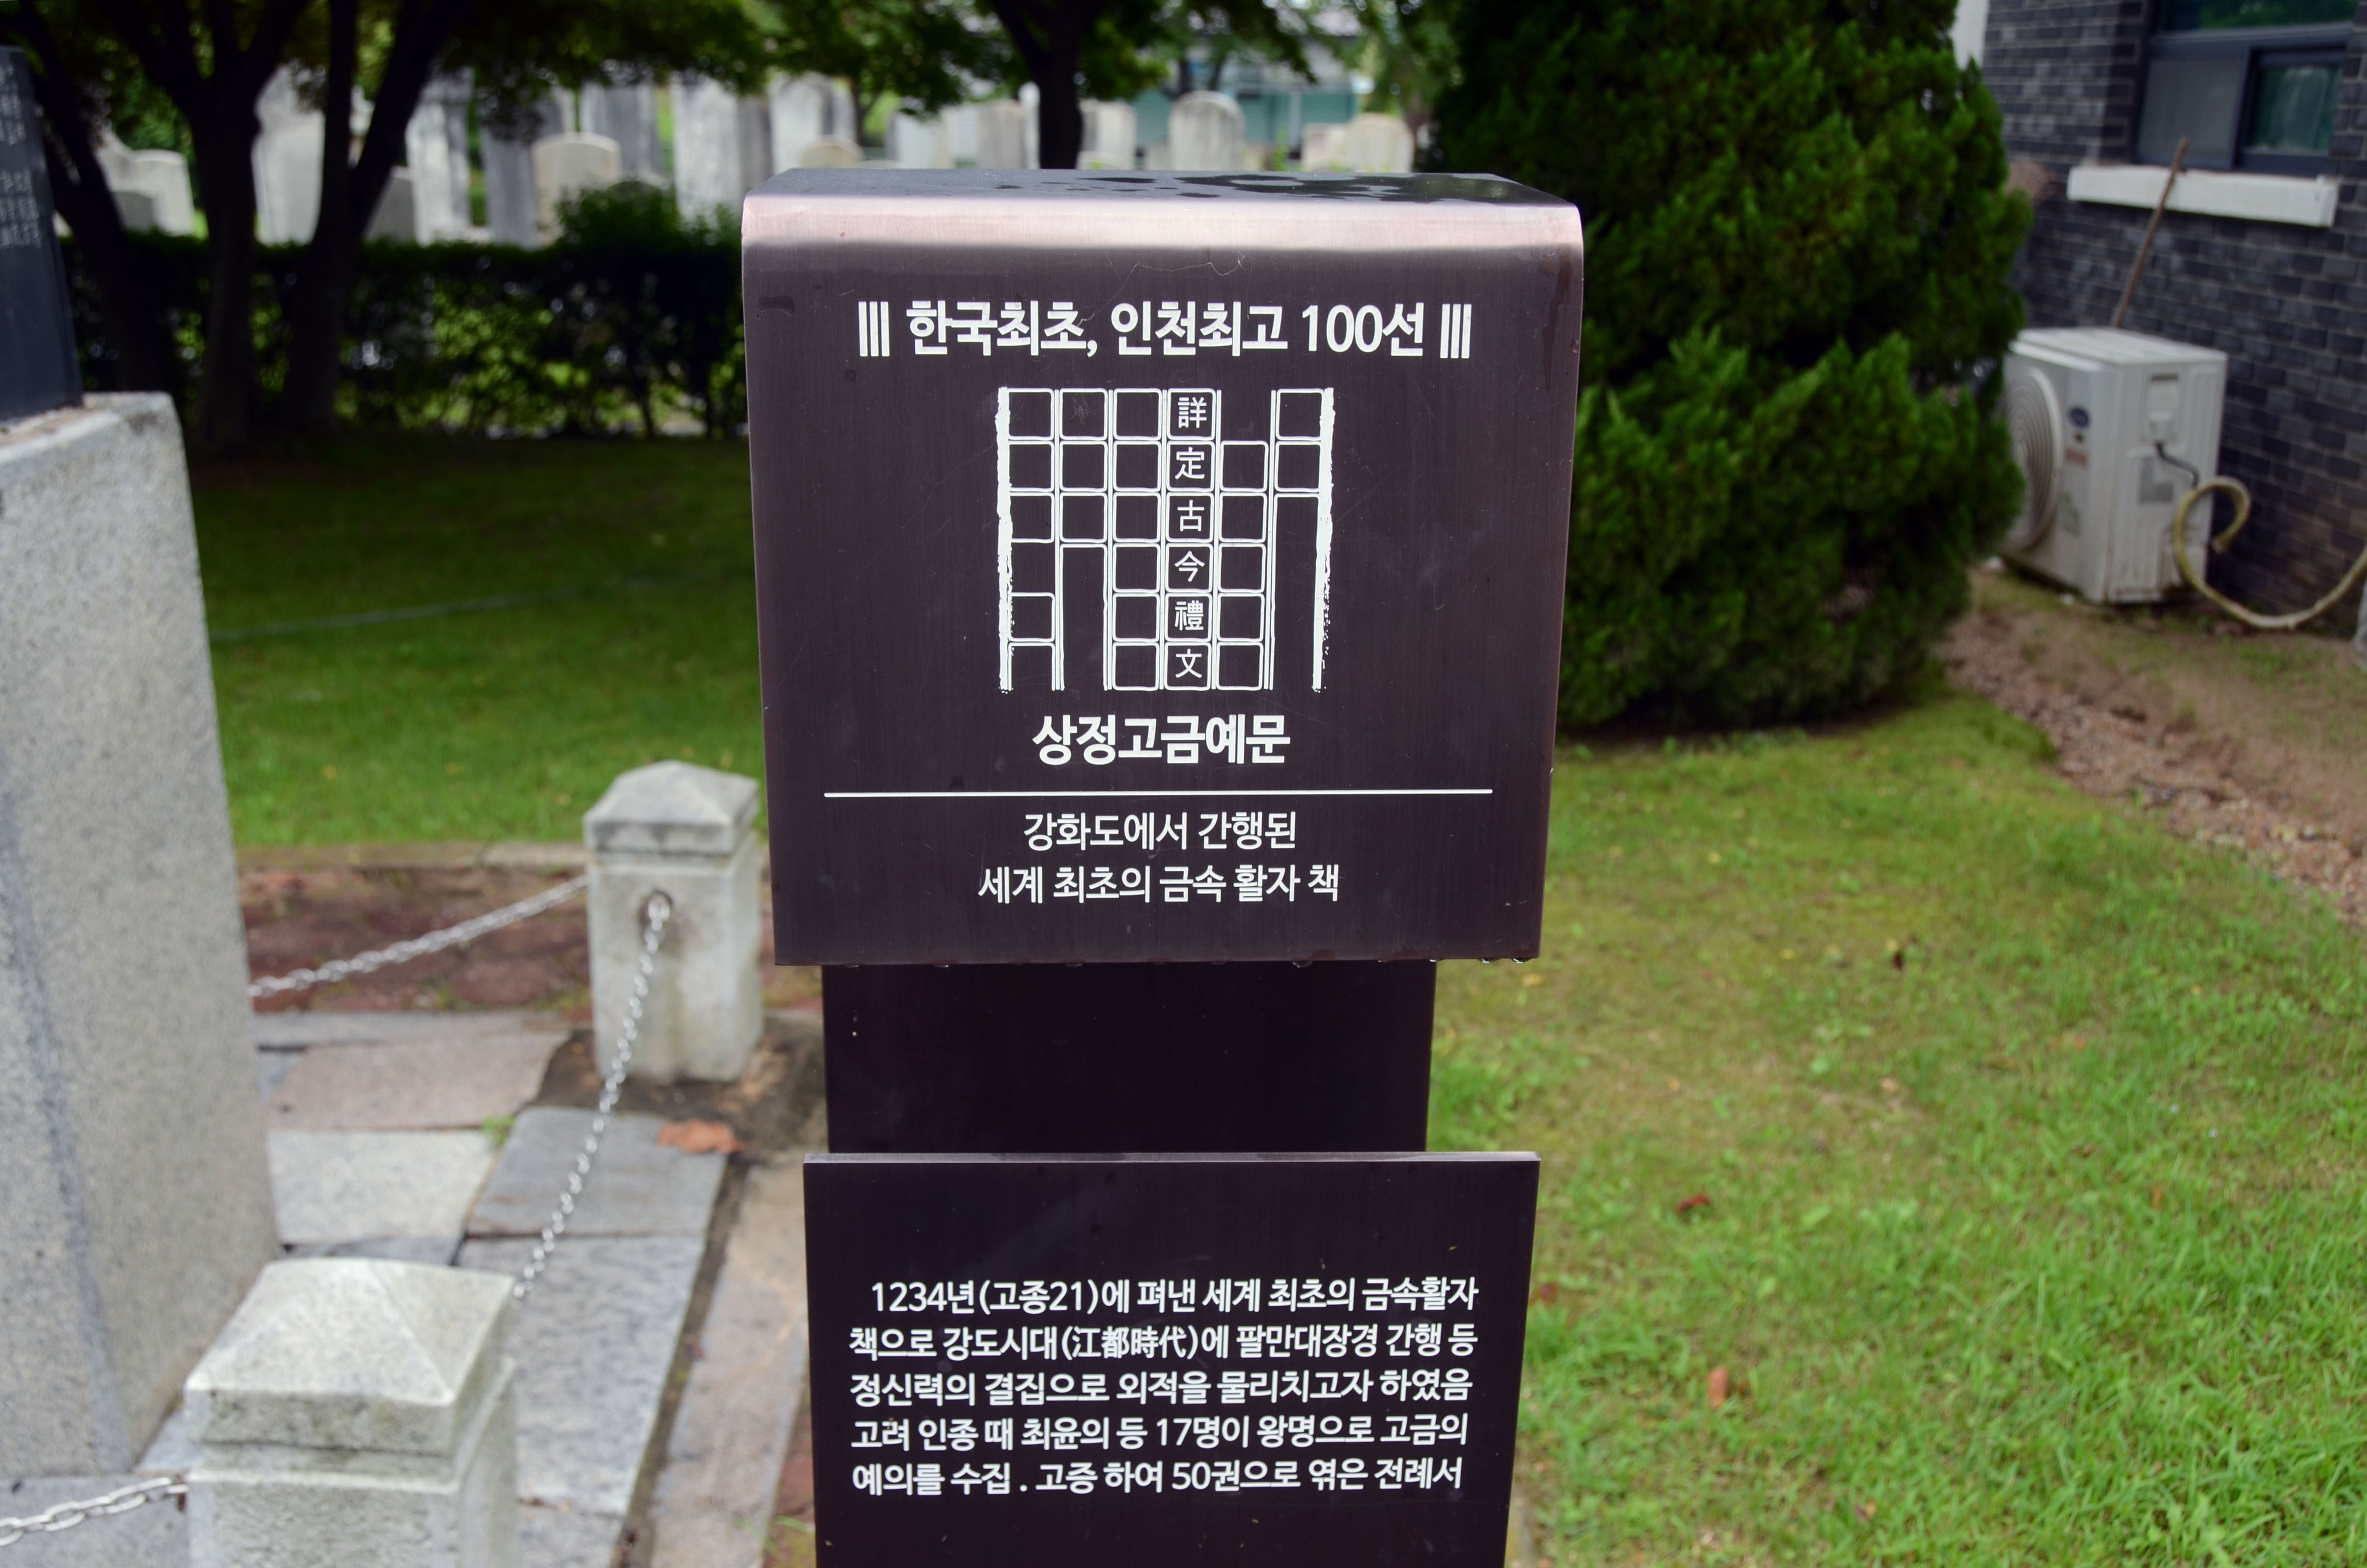 한국최초, 인천최고 100선
詳
定
古
今
禮
文
상정고금예문
강화도에서 간행된
세계 최초의 금속 활자 책
1234년(고종21)에 펴낸 세계 최초의 금속활자
책으로 강도시대(江都時代)에 팔만대장경 간행 등
정신력의 결집으로 외적을 물리치고자 하였음
고려 인종 때 최윤의 등 17명이 왕명으로 고금의
예의를 수집 . 고증 하여 50권으로 엮은 전례서